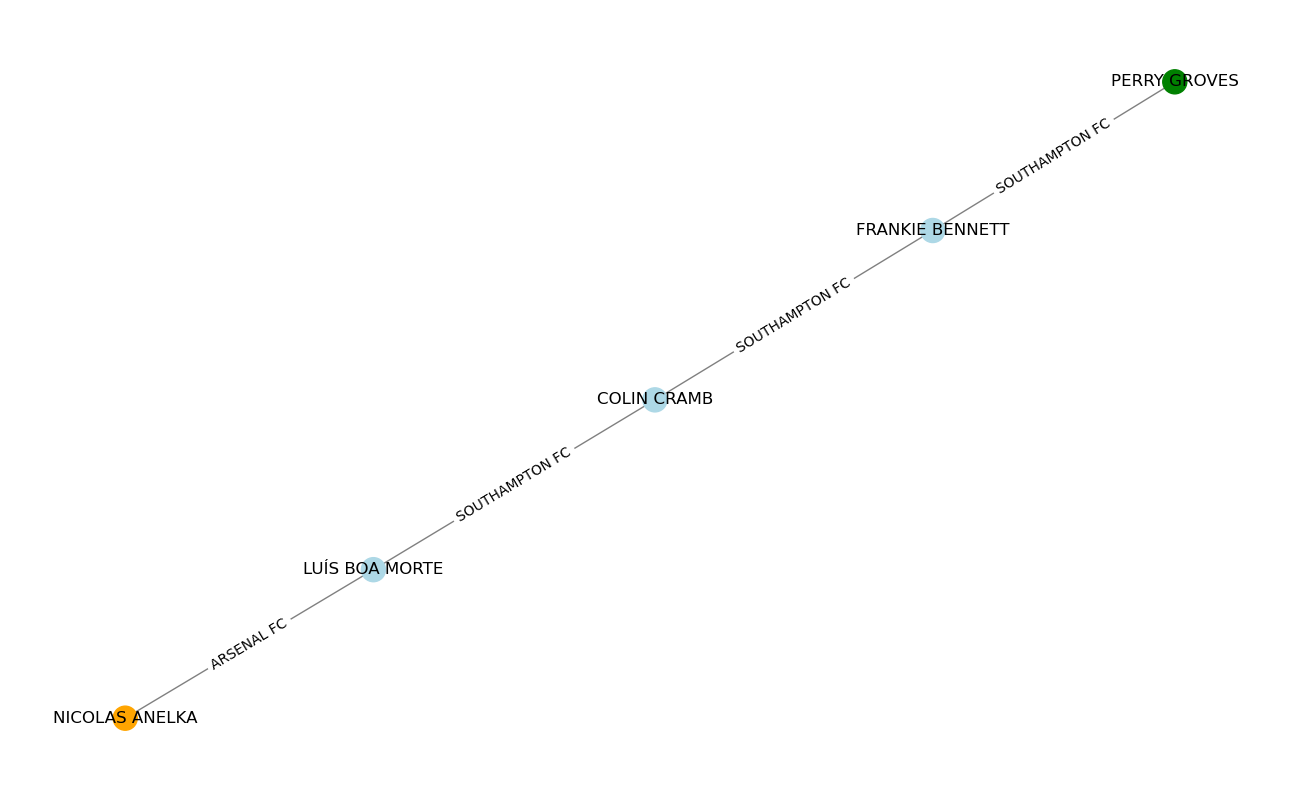 PERRY GROVES
SOUTHAMPTON FC
FRANKIE BENNETT
SOUTHAMPTON FC
COLIN CRAMB
SOUTHAMPTON FC
LUÍS BOA MORTE
ARSENAL FC
NICOLAS ANELKA